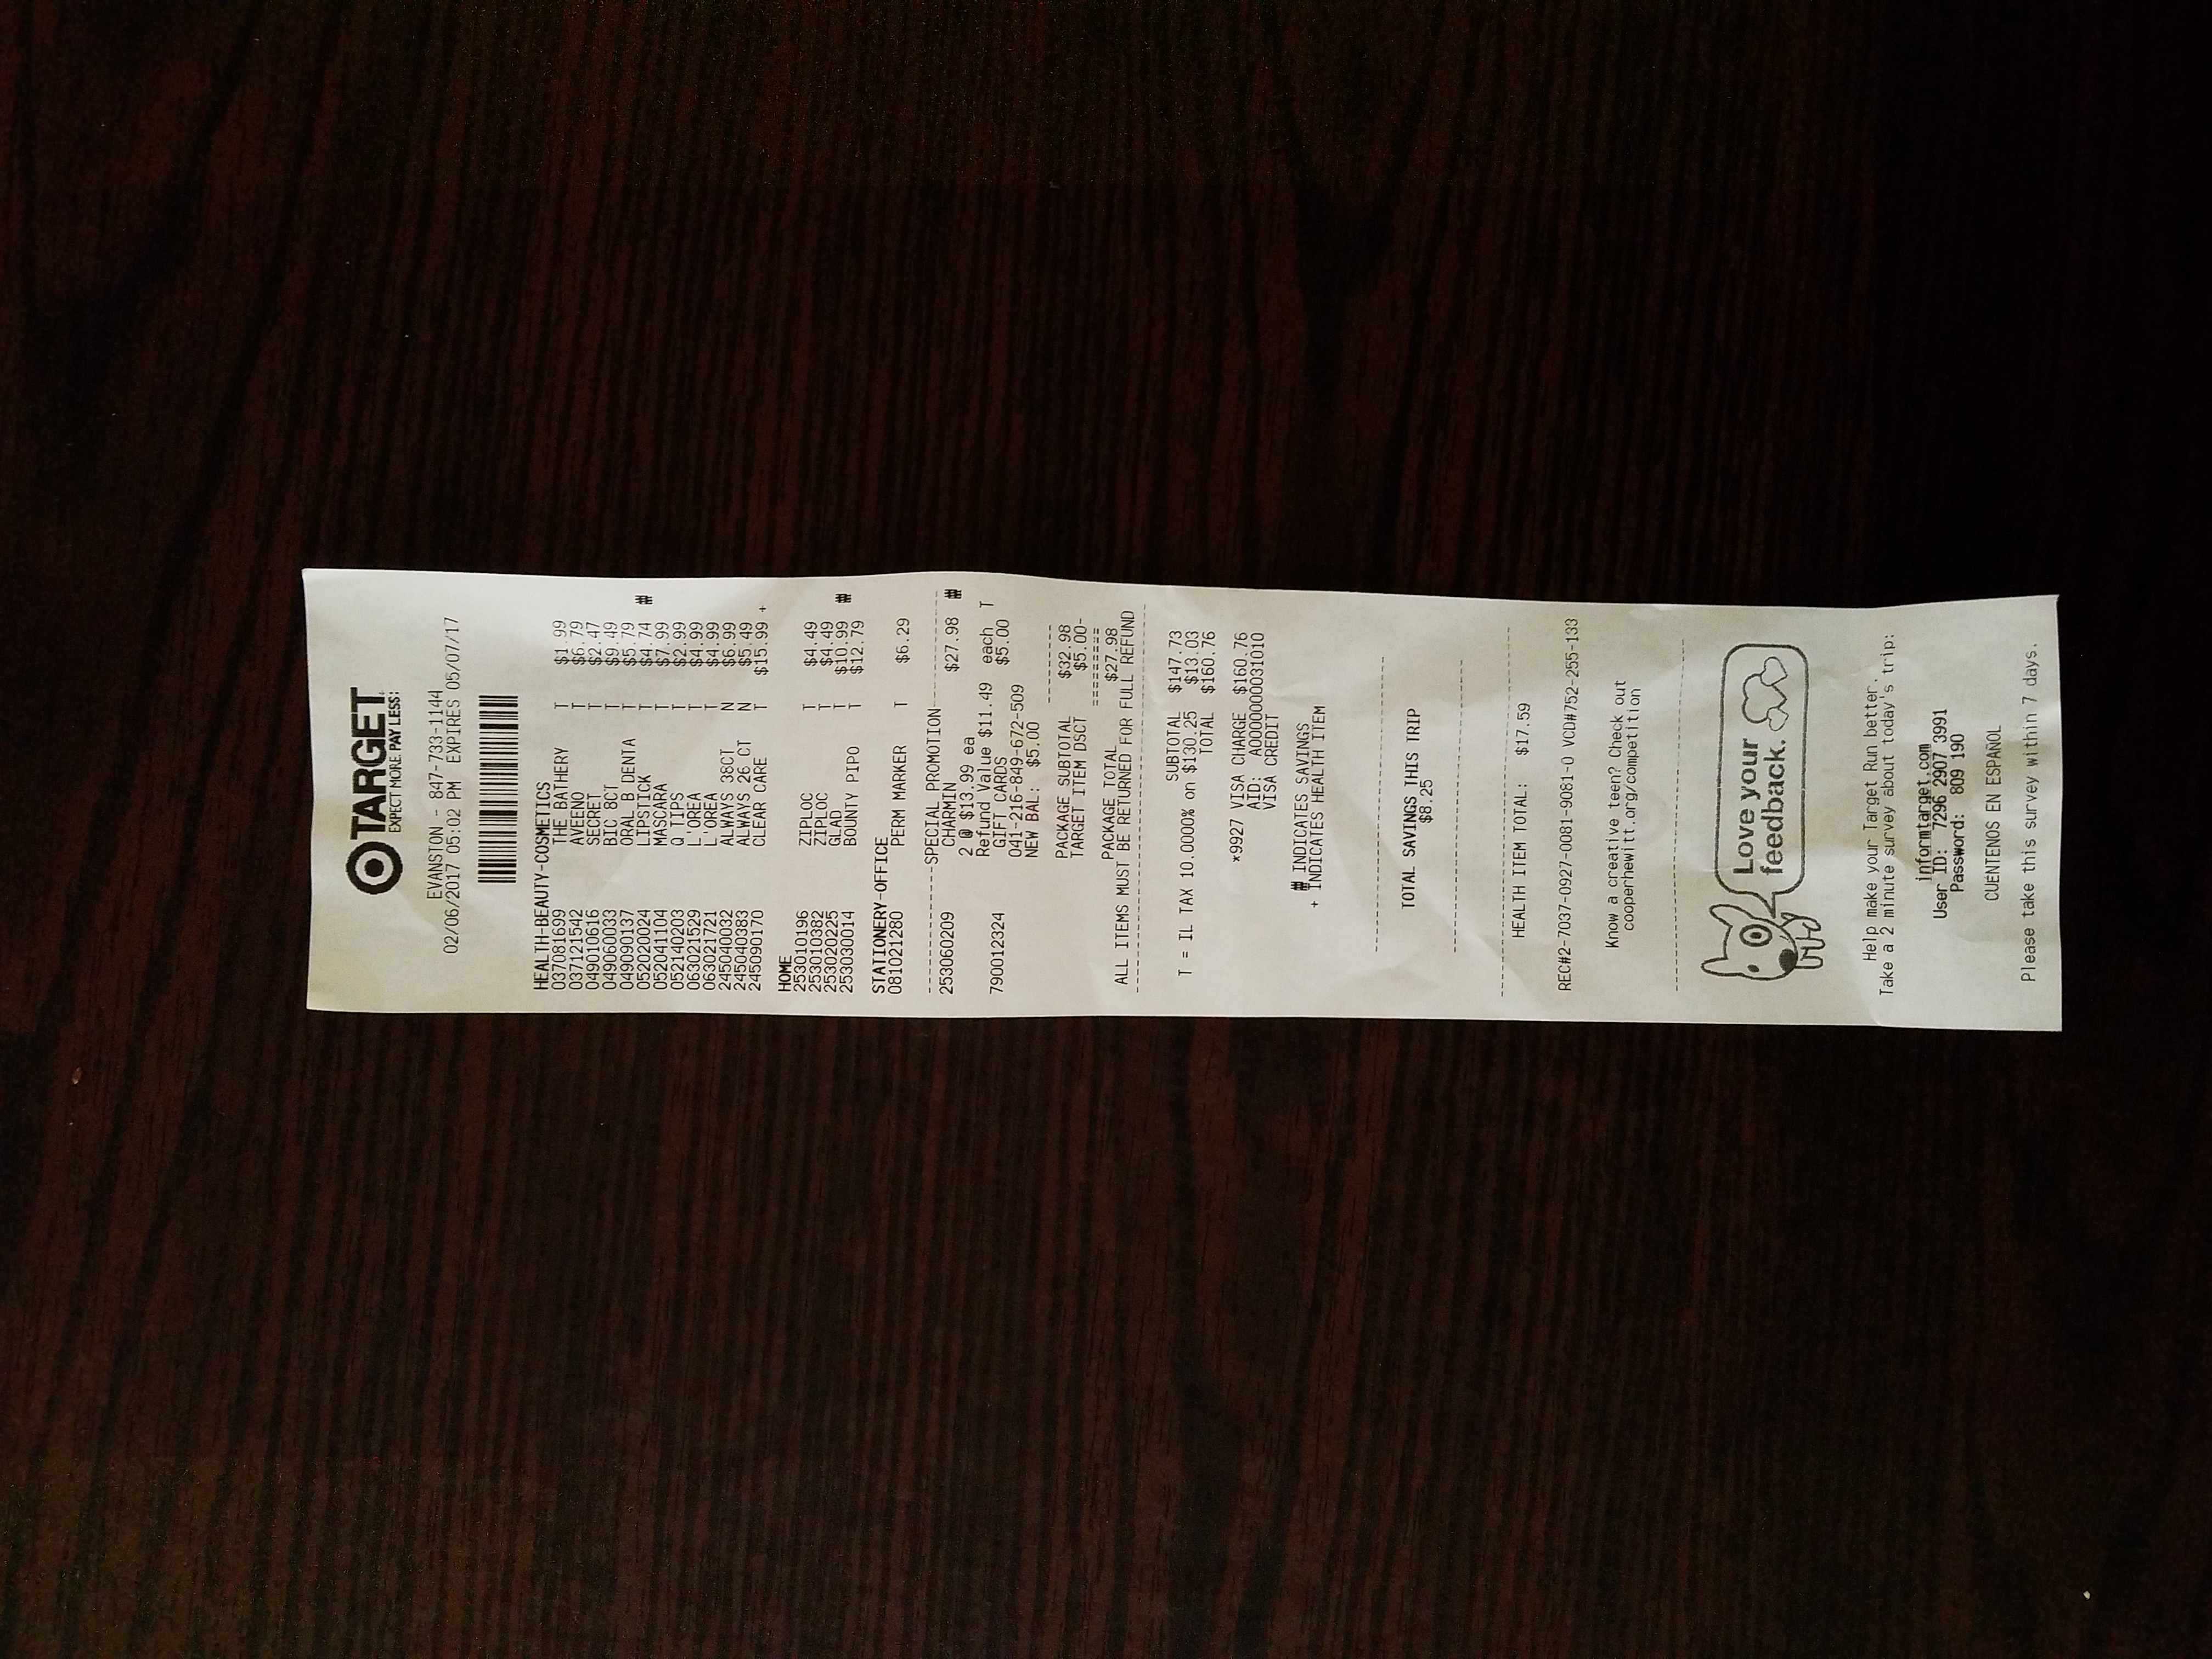 TARGET
EXPECT MORE. PAY LESS.
EVANSTON - 847-733-1144
02/06/2017 05:02 PM EXPIRES 05/07/17
HEALTH-BEAUTY-COSMETICS
037081699 THE BATHERY T $1.99
037121542 AVEENO T $6.79
049010616 SECRET T $2.47
049060033 BIC 8CT T $9.49
049090137 ORAL B DENTA T $5.79
052020024 LIPSTICK T $4.74 #
052041104 MASCARA T $7.99
052140203 Q TIPS T $2.99
063021529 L'OREA T $4.99
063021721 L'OREA T $4.99
245040032 ALWAYS 38CT N $6.99
245040383 ALWAYS 26 CT N $5.49
245090170 CLEAR CARE T $15.99 +
HOME
253010196 ZIPLOC T $4.49
253010382 ZIPLOC T $4.49
253020225 GLAD T $10.99 #
253030014 BOUNTY PIPO T $12.79
STATIONERY-OFFICE
081021280 PERM MARKER T $6.29
--------------SPECIAL PROMOTION-------------
253060209 CHARMIN $27.98 #
2 @ $13.99 ea
Refund Value $11.49 each T
790012324 GIFT CARDS $5.00
041-216-849-672-509
NEW BAL: $5.00
PACKAGE SUBTOTAL $32.98
TARGET ITEM DSCT $5.00-
PACKAGE TOTAL $27.98
ALL ITEMS MUST BE RETURNED FOR FULL REFUND
SUBTOTAL $147.73
T = IL TAX 10.0000% on $130.25 $13.03
TOTAL $160.76
*9927 VISA CHARGE $160.76
AID: A0000000031010
VISA CREDIT
# INDICATES SAVINGS
+ INDICATES HEALTH ITEM
TOTAL SAVINGS THIS TRIP
$8.25
HEALTH ITEM TOTAL: $17.59
REC#2-7037-0927-0081-9081-0 VCD#752-255-133
Know a creative teen? Check out
cooperhewitt.org/competition
Love your
feedback.
Help make your Target Run better.
Take a 2 minute survey about today's trip:
informtarget.com
User ID: 7296 2907 3991
Password: 809 190
CUÉNTENOS EN ESPAÑOL
Please take this survey within 7 days.